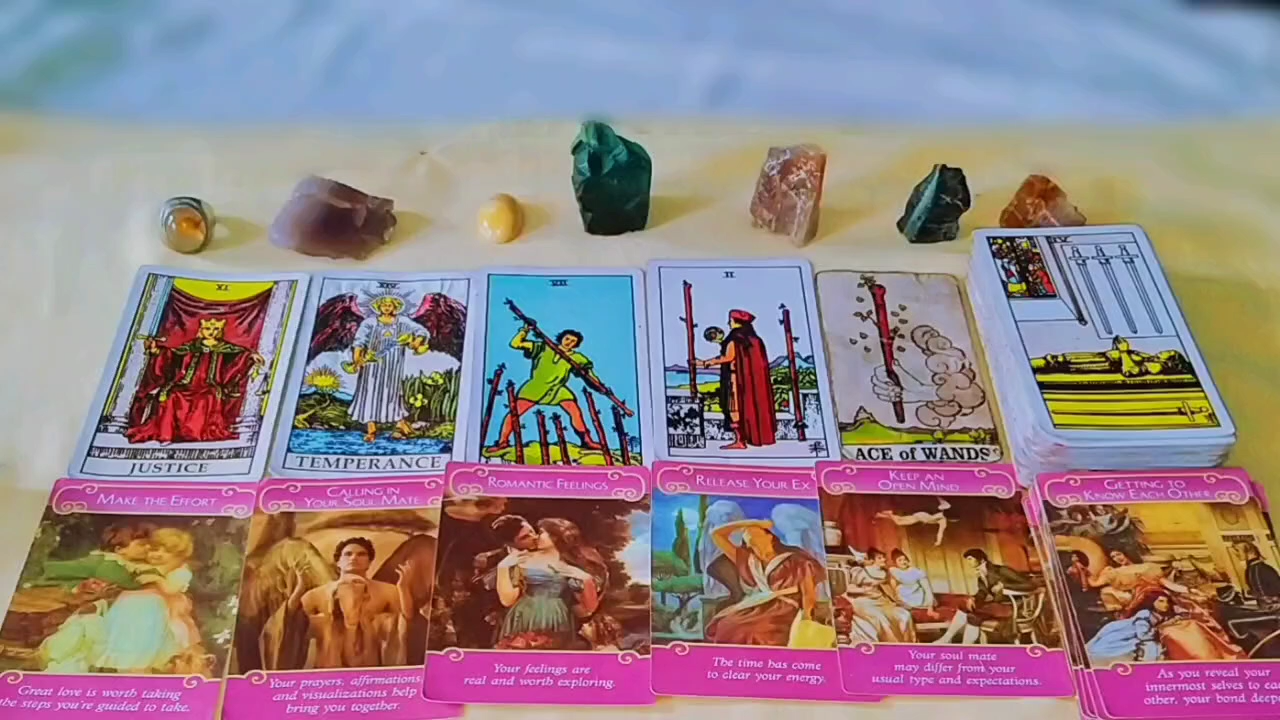 XI
JUSTICE
XIV
TEMPERANCE
VII
II
ACE of WANDS
IV
MAKE THE EFFORT
Great love is worth taking
the steps you're guided to take.
CALLING IN
YOUR SOUL MATE
Your prayers, affirmations,
and visualizations help
bring you together.
ROMANTIC FEELINGS
Your feelings are
real and worth exploring.
RELEASE YOUR EX
The time has come
to clear your energy.
KEEP AN
OPEN MIND
Your soul mate
may differ from your
usual type and expectations.
GETTING TO
KNOW EACH OTHER
As you reveal your
innermost selves to
other, your bond